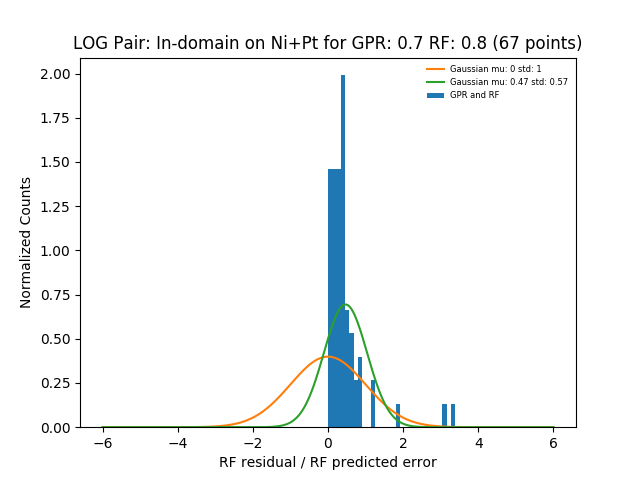 LOG Pair: In-domain on Ni+Pt for GPR: 0.7 RF: 0.8 (67 points)
Gaussian mu: 0 std: 1
Gaussian mu: 0.47 std: 0.57
GPR and RF
Normalized Counts
2.00
1.75
1.50
1.25
1.00
0.75
0.50
0.25
0.00
−6 −4 −2 0 2 4 6
RF residual / RF predicted error